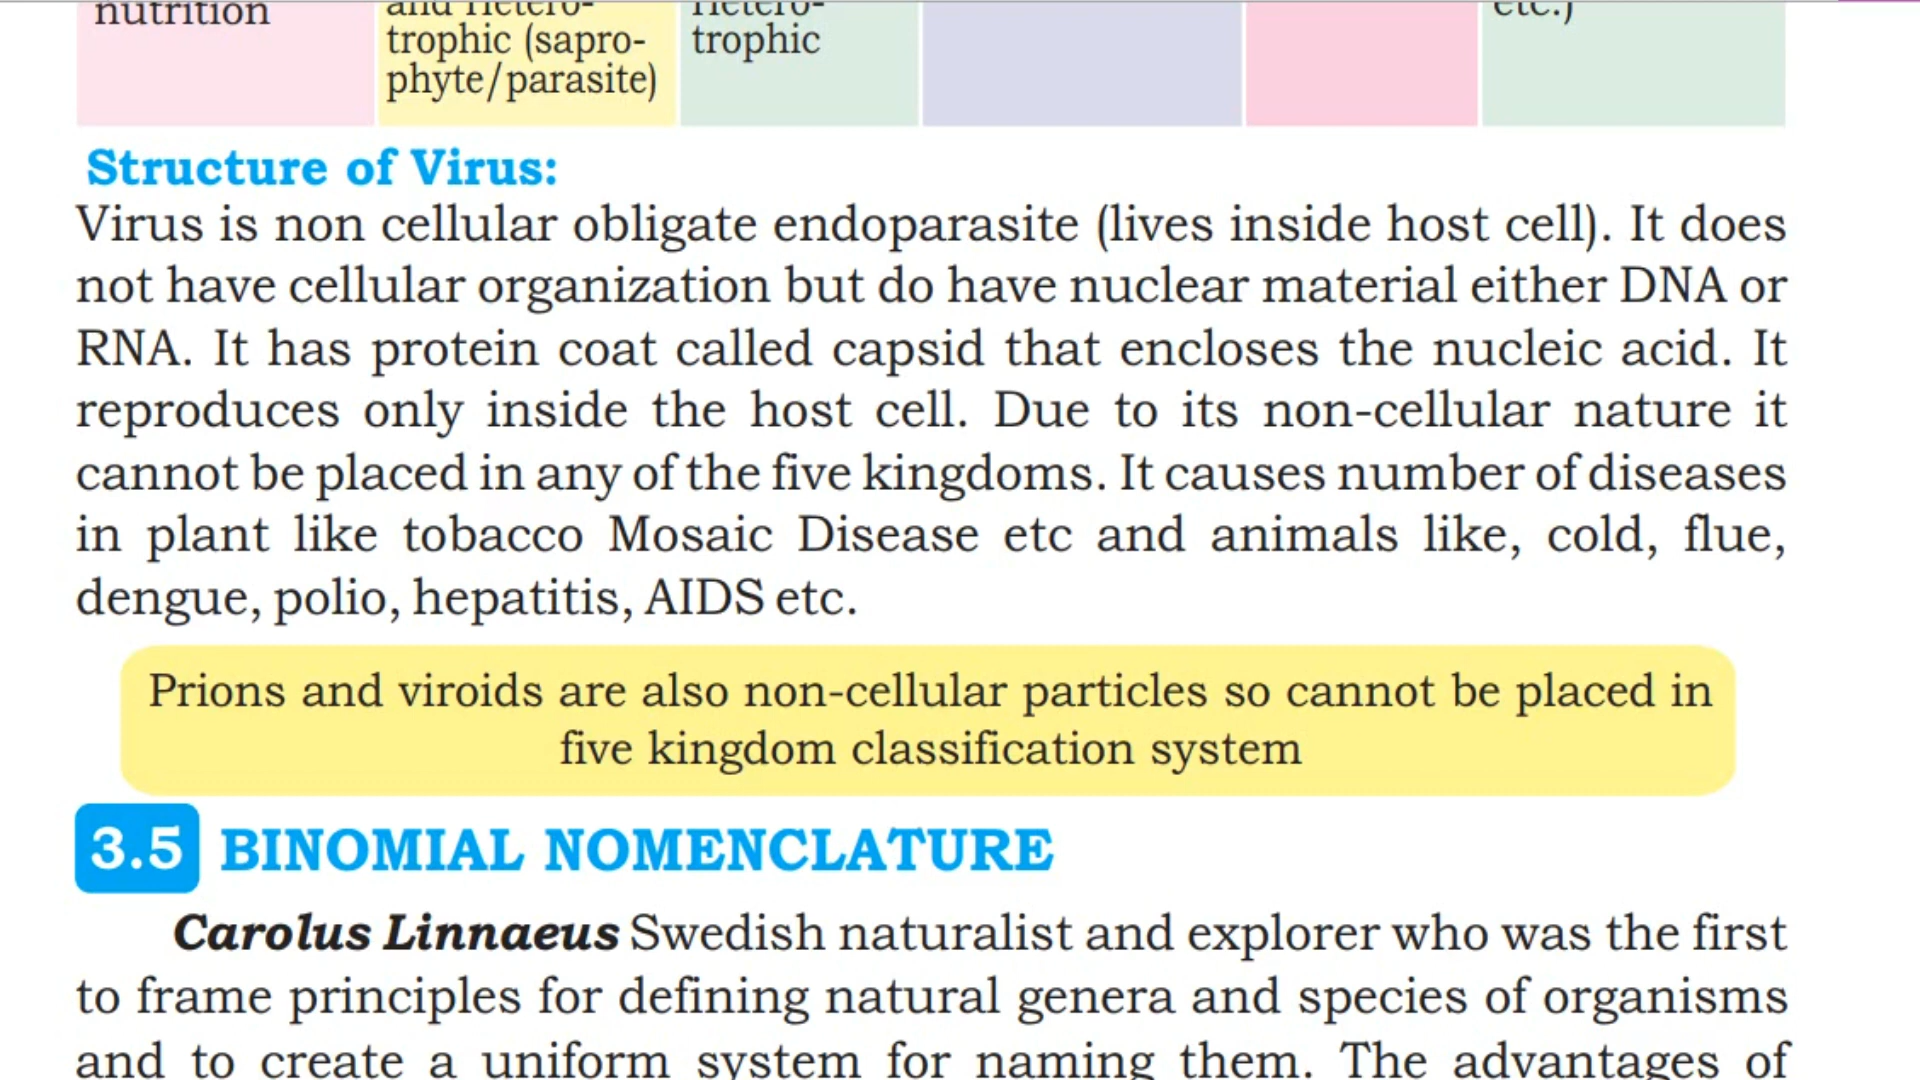 nutrition
and Hetero-
trophic (sapro-
phyte/parasite)
Hetero-
trophic
etc.)
Structure of Virus:
Virus is non cellular obligate endoparasite (lives inside host cell). It does
not have cellular organization but do have nuclear material either DNA or
RNA. It has protein coat called capsid that encloses the nucleic acid. It
reproduces only inside the host cell. Due to its non-cellular nature it
cannot be placed in any of the five kingdoms. It causes number of diseases
in plant like tobacco Mosaic Disease etc and animals like, cold, flue,
dengue, polio, hepatitis, AIDS etc.
Prions and viroids are also non-cellular particles so cannot be placed in
five kingdom classification system
3.5 BINOMIAL NOMENCLATURE
Carolus Linnaeus Swedish naturalist and explorer who was the first
to frame principles for defining natural genera and species of organisms
and to create a uniform system for naming them. The advantages of